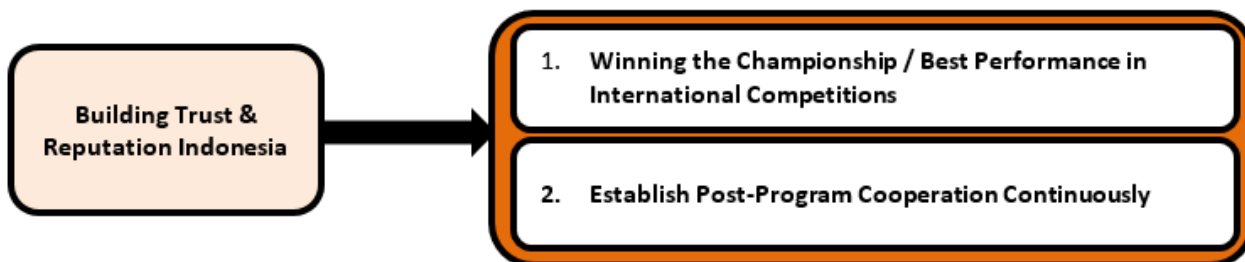 Building Trust &
Reputation Indonesia
1. Winning the Championship / Best Performance in
International Competitions
2. Establish Post-Program Cooperation Continuously